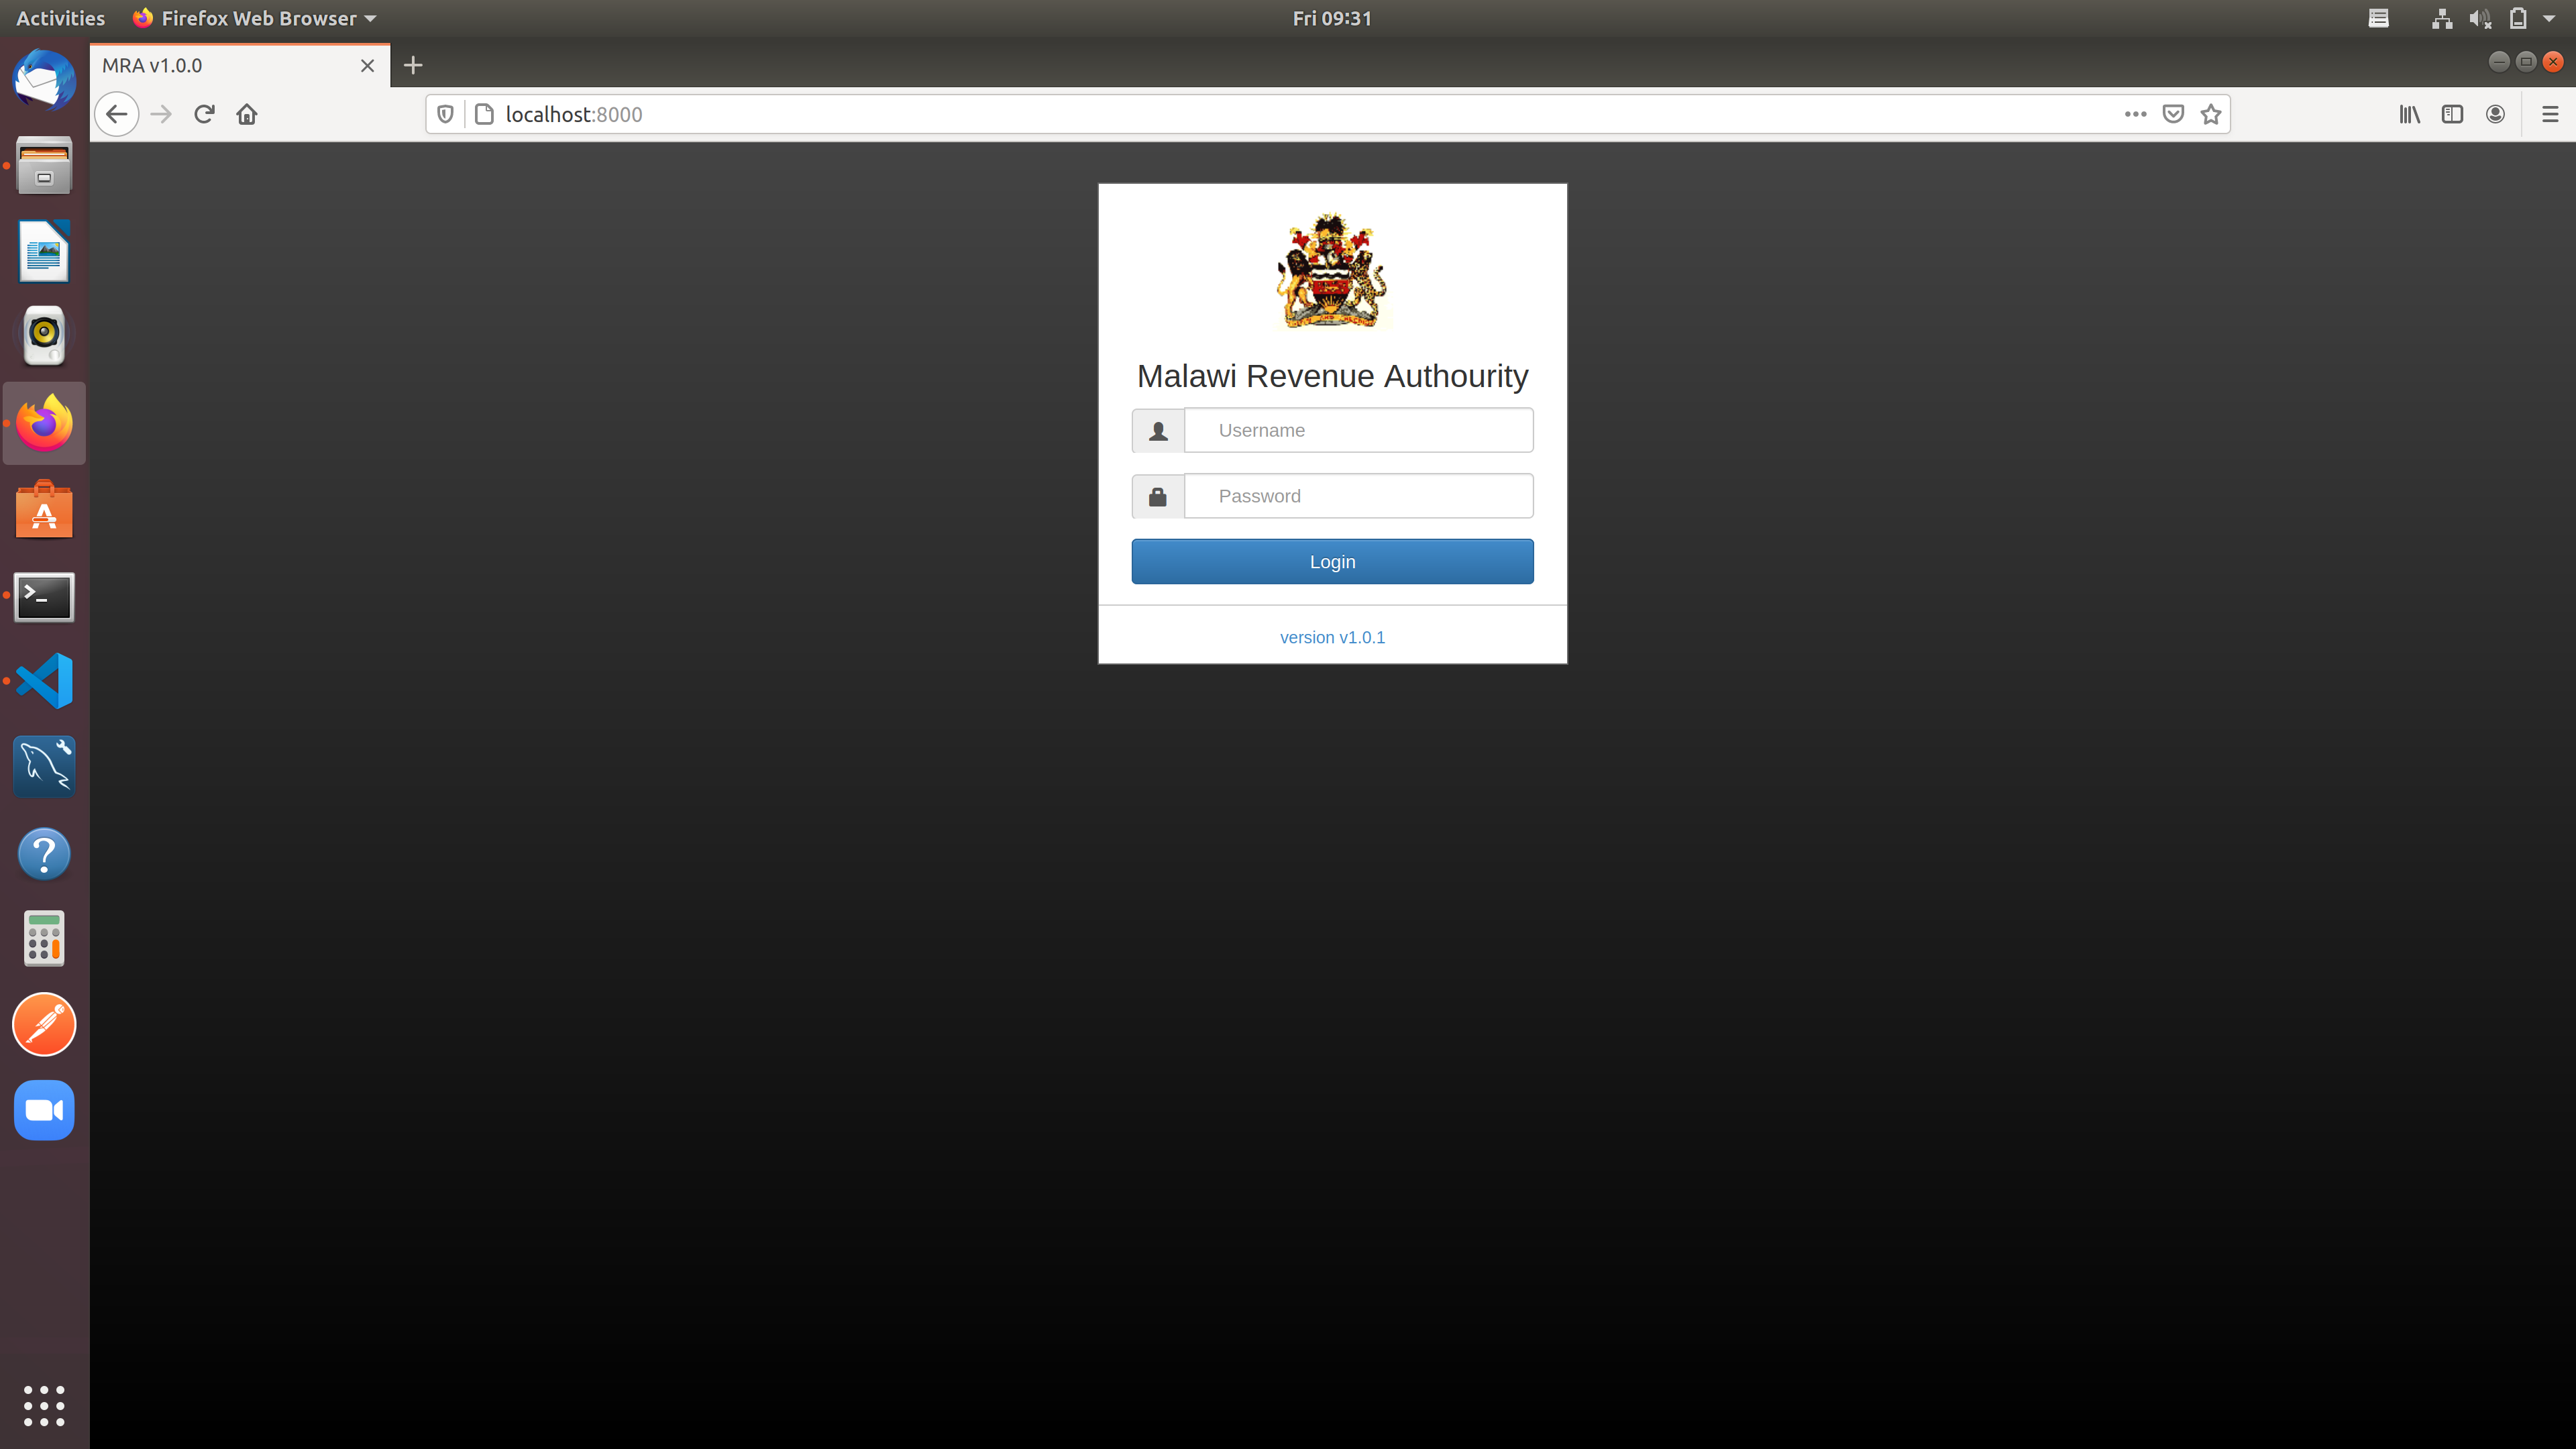 Activities
Firefox Web Browser
Fri 09:31
MRA v1.0.0
localhost:8000
Malawi Revenue Authourity
Username
Password
Login
version v1.0.1